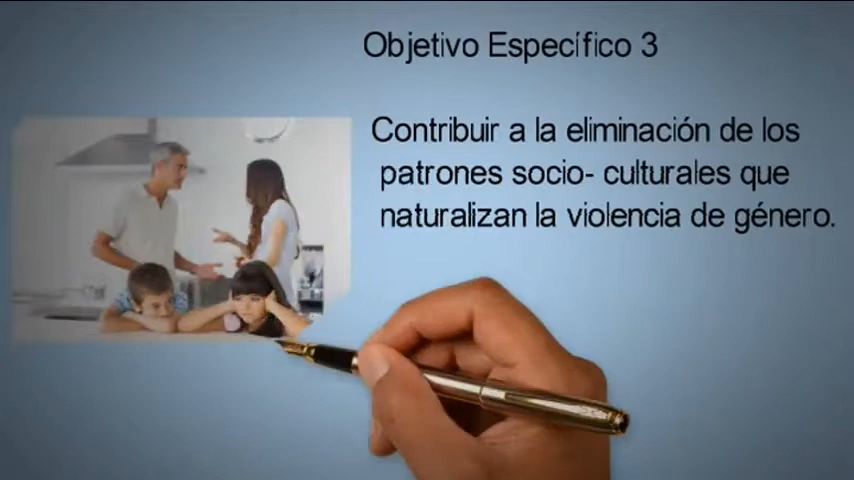 Objetivo Específico 3
Contribuir a la eliminación de los
patrones socio- culturales que
naturalizan la violencia de género.